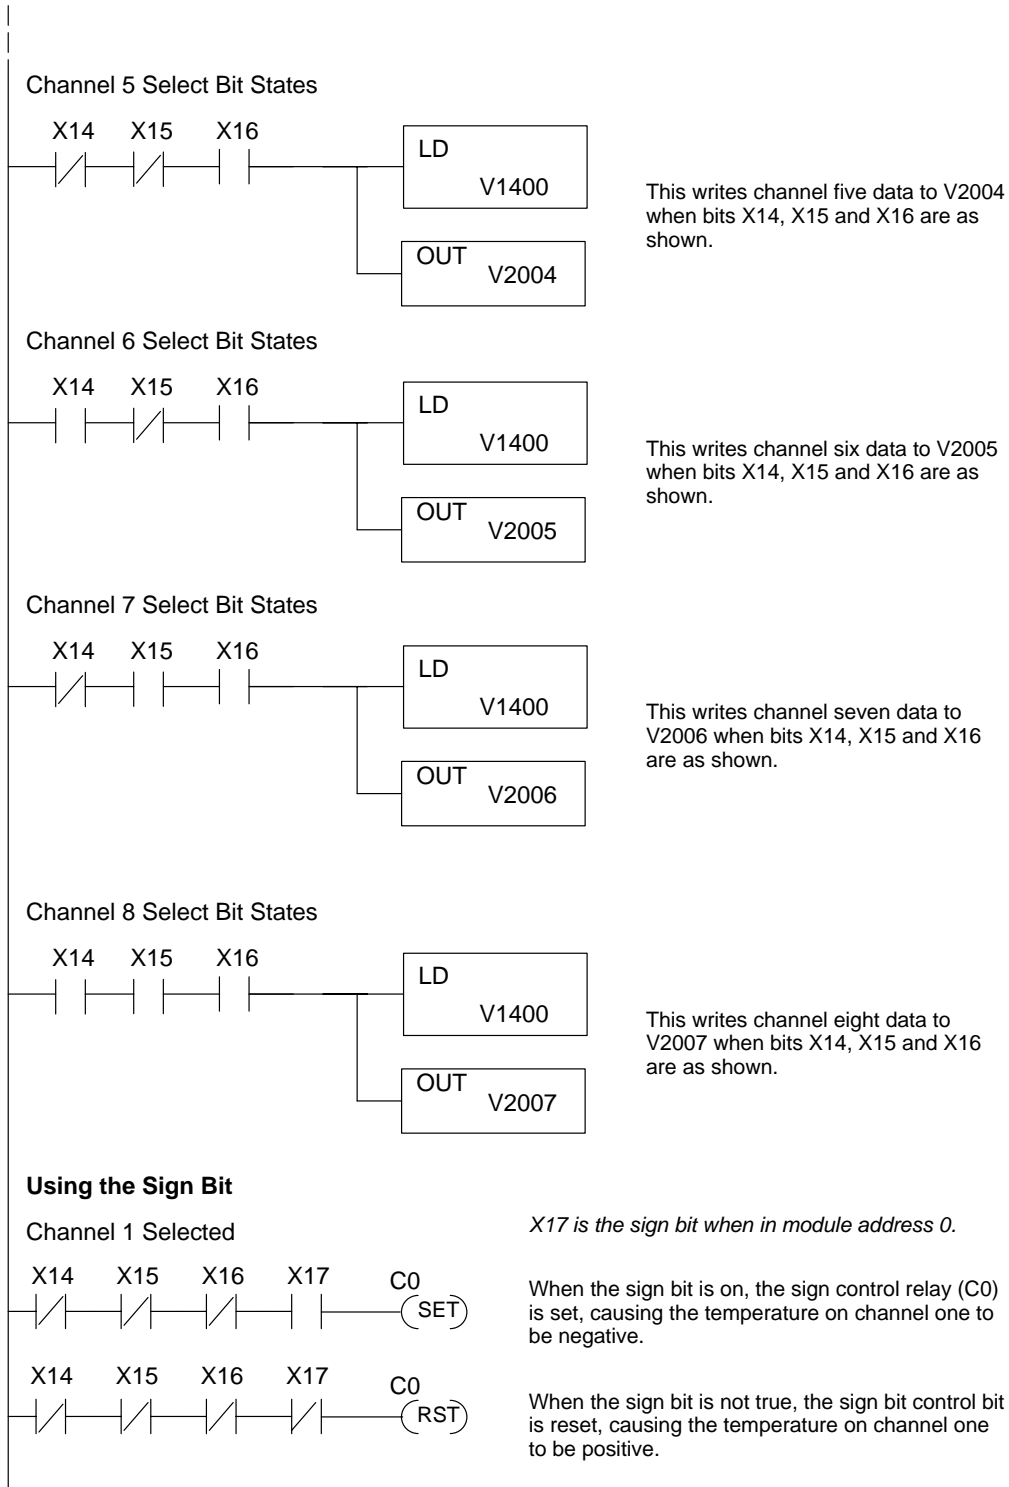 Channel 5 Select Bit States
X14 X15 X16
LD
V1400
OUT
V2004
This writes channel five data to V2004
when bits X14, X15 and X16 are as
shown.
Channel 6 Select Bit States
X14 X15 X16
LD
V1400
OUT
V2005
This writes channel six data to V2005
when bits X14, X15 and X16 are as
shown.
Channel 7 Select Bit States
X14 X15 X16
LD
V1400
OUT
V2006
This writes channel seven data to
V2006 when bits X14, X15 and X16
are as shown.
Channel 8 Select Bit States
X14 X15 X16
LD
V1400
OUT
V2007
This writes channel eight data to
V2007 when bits X14, X15 and X16
are as shown.
Using the Sign Bit
Channel 1 Selected
X17 is the sign bit when in module address 0.
X14 X15 X16 X17 C0
SET
When the sign bit is on, the sign control relay (C0)
is set, causing the temperature on channel one to
be negative.
X14 X15 X16 X17 C0
RST
When the sign bit is not true, the sign bit control bit
is reset, causing the temperature on channel one
to be positive.